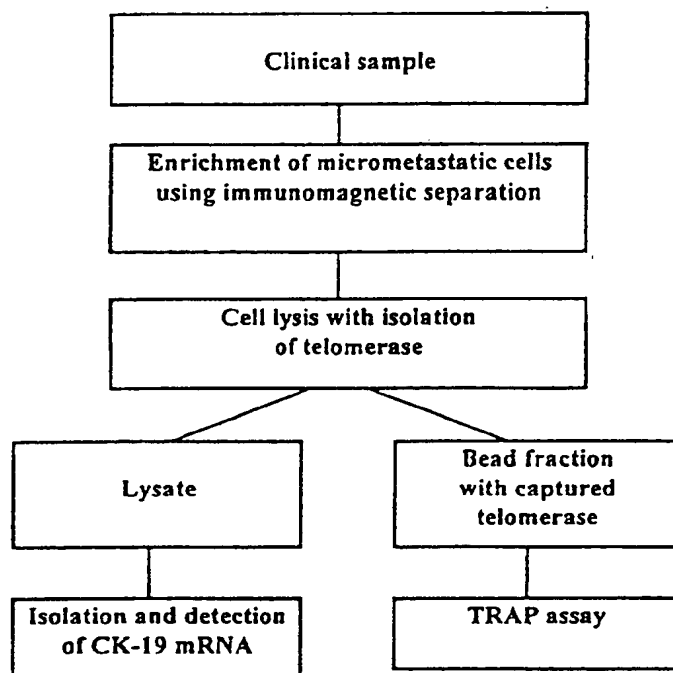 Clinical sample
Enrichment of micrometastatic cells
using immunomagnetic separation
Cell lysis with isolation
of telomerase
Lysate
Bead fraction
with captured
telomerase
Isolation and detection
of CK-19 mRNA
TRAP assay